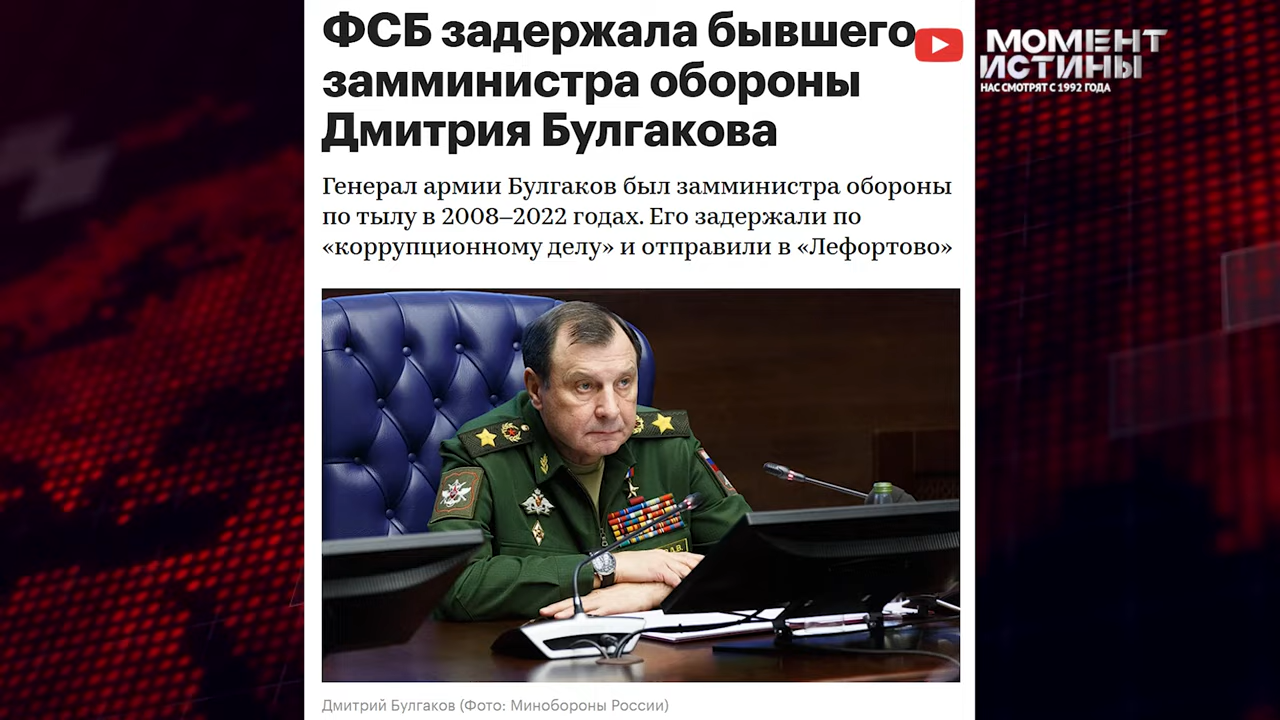 ФСБ задержала бывшего
замминистра обороны
Дмитрия Булгакова
МОМЕНТ
ИСТИНЫ
НАС СМОТРЯТ С 1992 ГОДА
Генерал армии Булгаков был замминистра обороны
по тылу в 2008–2022 годах. Его задержали по
«коррупционному делу» и отправили в «Лефортово»
Дмитрий Булгаков (Фото: Минобороны России)